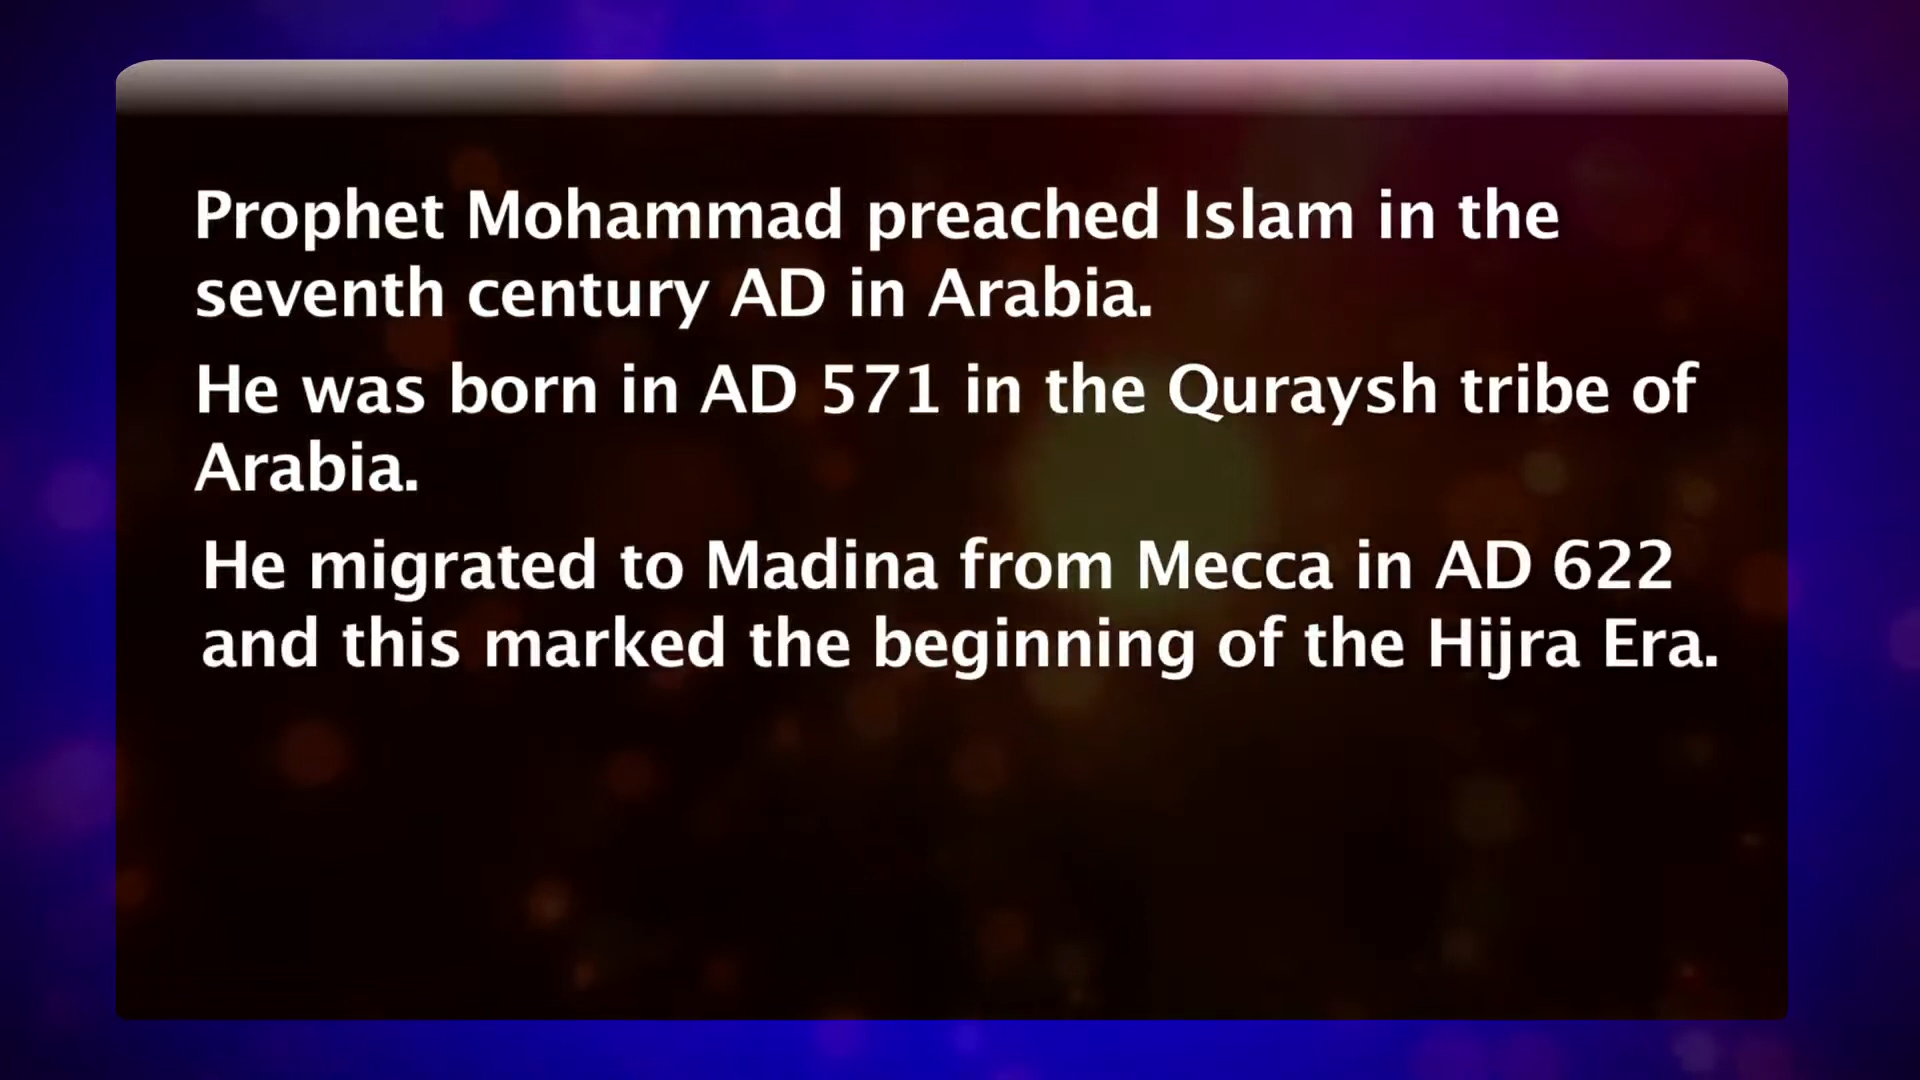 Prophet Mohammad preached Islam in the
seventh century AD in Arabia.
He was born in AD 571 in the Quraysh tribe of
Arabia.
He migrated to Madina from Mecca in AD 622
and this marked the beginning of the Hijra Era.